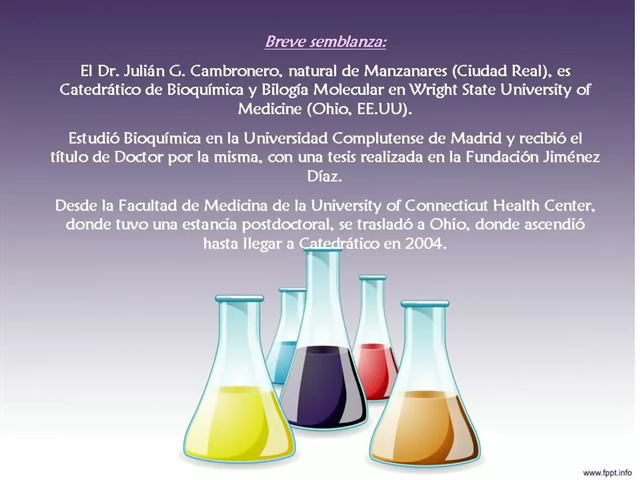 Breve semblanza:
El Dr. Julián G. Cambronero, natural de Manzanares (Ciudad Real), es
Catedrático de Bioquímica y Bilogía Molecular en Wright State University of
Medicine (Ohio, EE.UU).
Estudió Bioquímica en la Universidad Complutense de Madrid y recibió el
título de Doctor por la misma, con una tesis realizada en la Fundación Jiménez
Díaz.
Desde la Facultad de Medicina de la University of Connecticut Health Center,
donde tuvo una estancia postdoctoral, se trasladó a Ohio, donde ascendió
hasta llegar a Catedrático en 2004.
www.fppt.info